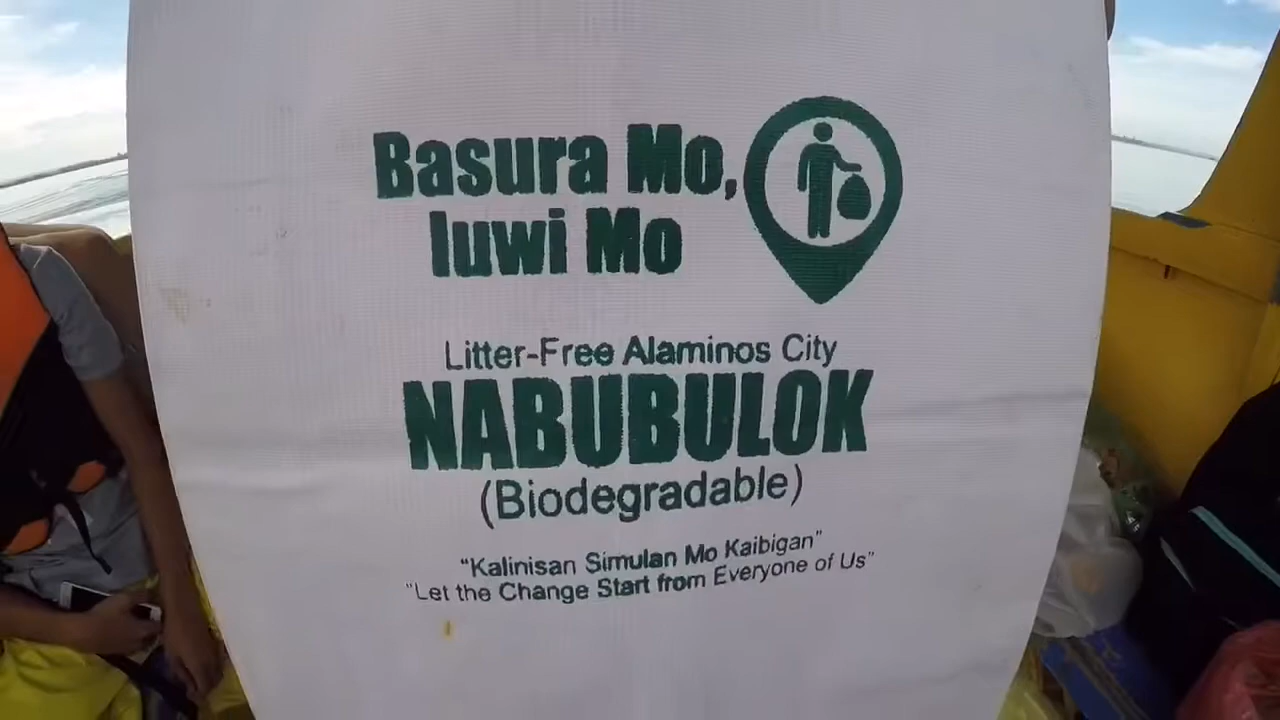 Basura Mo,
Iuwi Mo
Litter-Free Alaminos City
NABUBULOK
(Biodegradable)
“Kalinisan Simulan Mo Kaibigan”
“Let the Change Start from Everyone of Us”